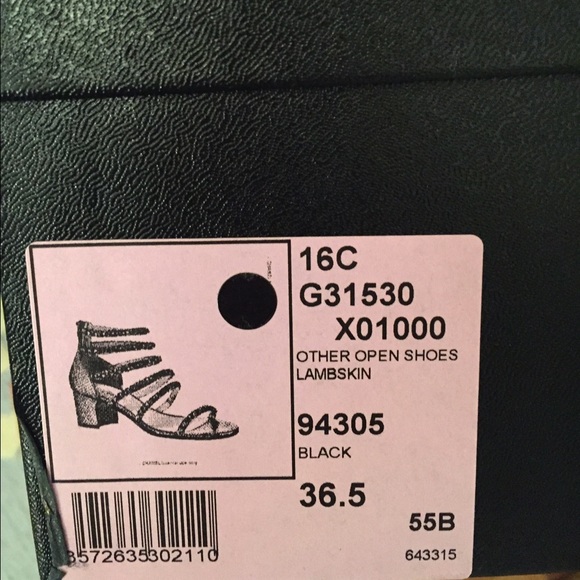 16C
G31530
X01000
OTHER OPEN SHOES
LAMBSKIN
94305
BLACK
36.5
55B
643315
3572635302110